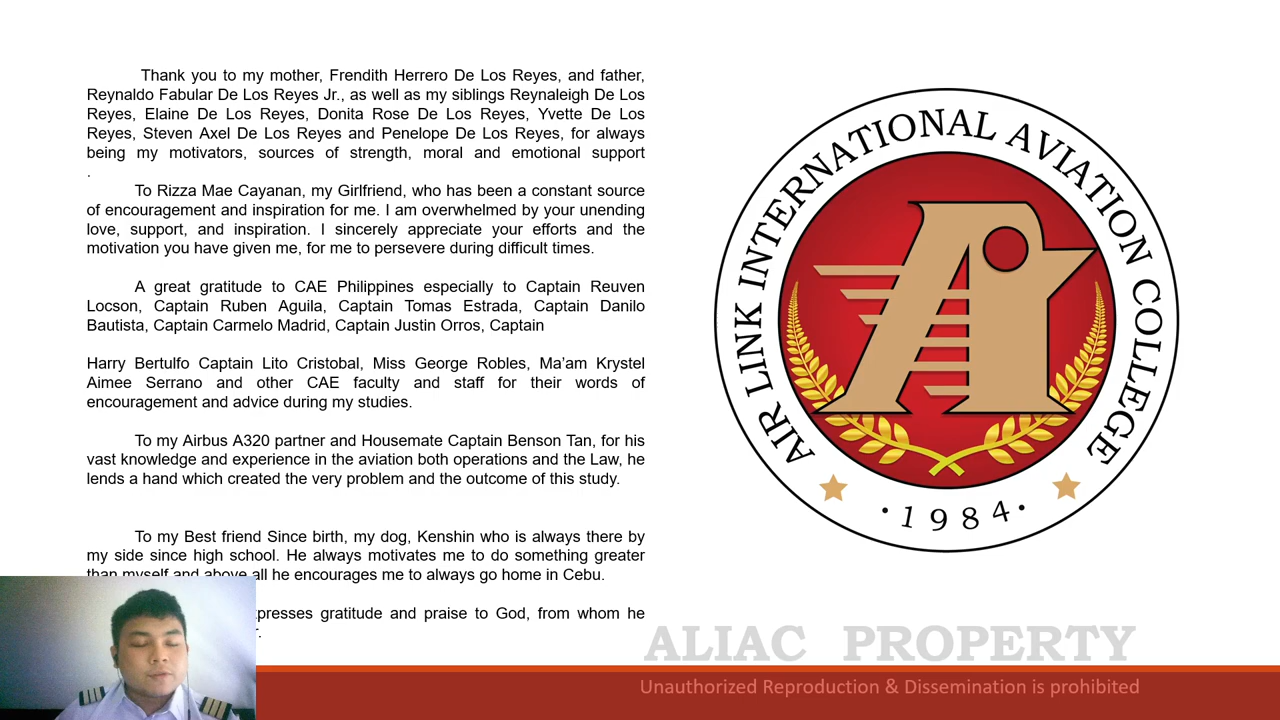 Thank you to my mother, Frendith Herrero De Los Reyes, and father,
Reynaldo Fabular De Los Reyes Jr., as well as my siblings Reynaleigh De Los
Reyes, Elaine De Los Reyes, Donita Rose De Los Reyes, Yvette De Los
Reyes, Steven Axel De Los Reyes and Penelope De Los Reyes, for always
being my motivators, sources of strength, moral and emotional support
.
To Rizza Mae Cayanan, my Girlfriend, who has been a constant source
of encouragement and inspiration for me. I am overwhelmed by your unending
love, support, and inspiration. I sincerely appreciate your efforts and the
motivation you have given me, for me to persevere during difficult times.
A great gratitude to CAE Philippines especially to Captain Reuven
Locson, Captain Ruben Aguila, Captain Tomas Estrada, Captain Danilo
Bautista, Captain Carmelo Madrid, Captain Justin Orros, Captain
Harry Bertulfo Captain Lito Cristobal, Miss George Robles, Ma’am Krystel
Aimee Serrano and other CAE faculty and staff for their words of
encouragement and advice during my studies.
To my Airbus A320 partner and Housemate Captain Benson Tan, for his
vast knowledge and experience in the aviation both operations and the Law, he
lends a hand which created the very problem and the outcome of this study.
To my Best friend Since birth, my dog, Kenshin who is always there by
my side since high school. He always motivates me to do something greater
than myself and above all he encourages me to always go home in Cebu.
xpresses gratitude and praise to God, from whom he
r.
AIR LINK INTERNATIONAL AVIATION COLLEGE
· 1984 ·
ALIAC PROPERTY
Unauthorized Reproduction & Dissemination is prohibited